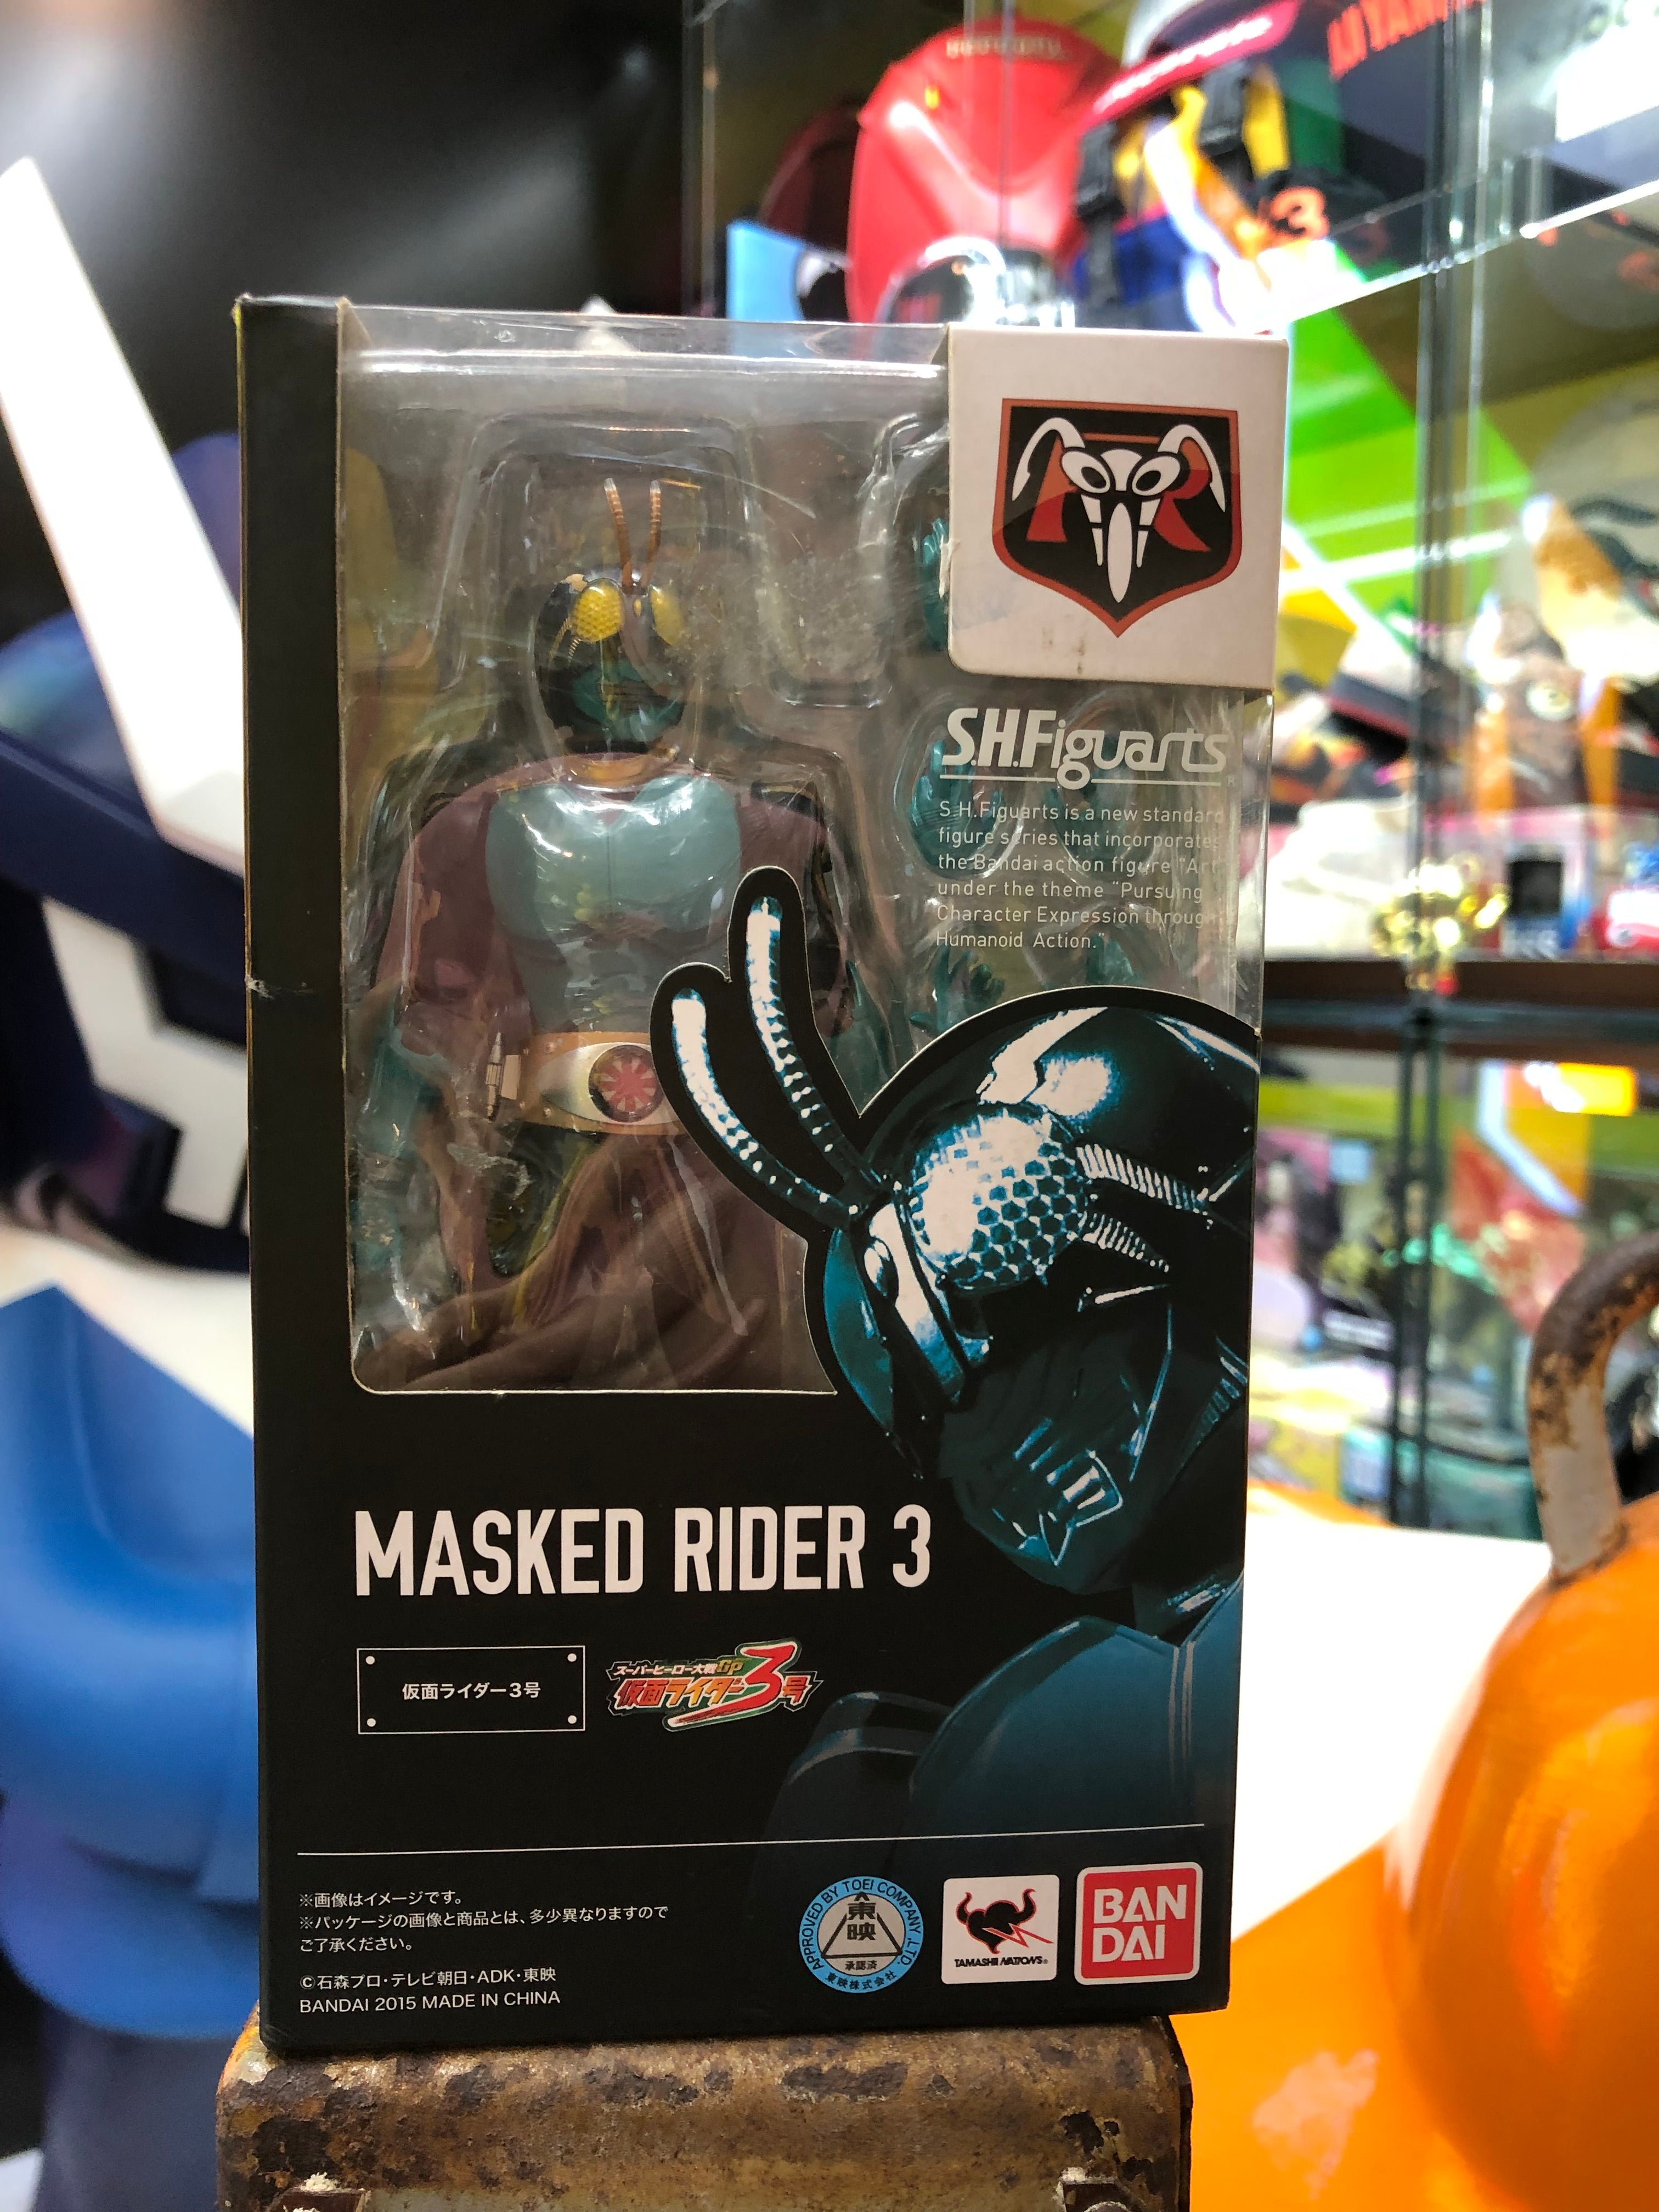 S.H.Figuarts
S.H.Figuarts is a new standard
figure series that incorporates
the Bandai action figure "Art
under the theme "Pursuing
Character Expression through
Humanoid Action."
MASKED RIDER 3
仮面ライダー3号
スーパーヒーロー大戦GP
仮面ライダー3号
※画像はイメージです。
※パッケージの画像と商品とは、多少異なりますので
ご了承ください。
©石森プロ・テレビ朝日・ADK・東映
BANDAI 2015 MADE IN CHINA
APPROVED BY TOEI COMPANY, LTD.
東映
承認済
東映株式会社
TAMASHII NATIONS
BAN
DAI